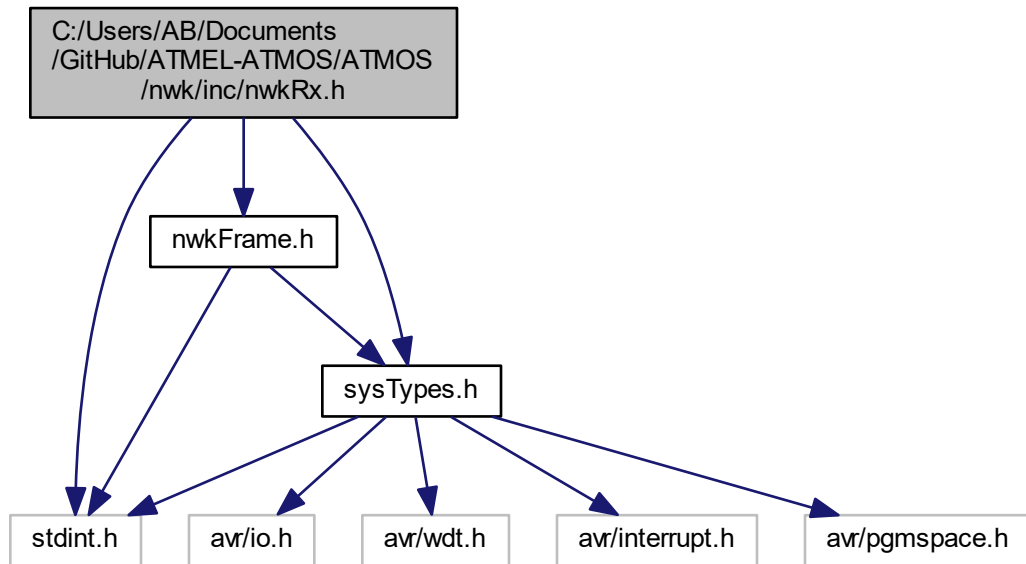 C:/Users/AB/Documents
/GitHub/ATMEL-ATMOS/ATMOS
/nwk/inc/nwkRx.h
nwkFrame.h
sysTypes.h
stdint.h
avr/io.h
avr/wdt.h
avr/interrupt.h
avr/pgmspace.h